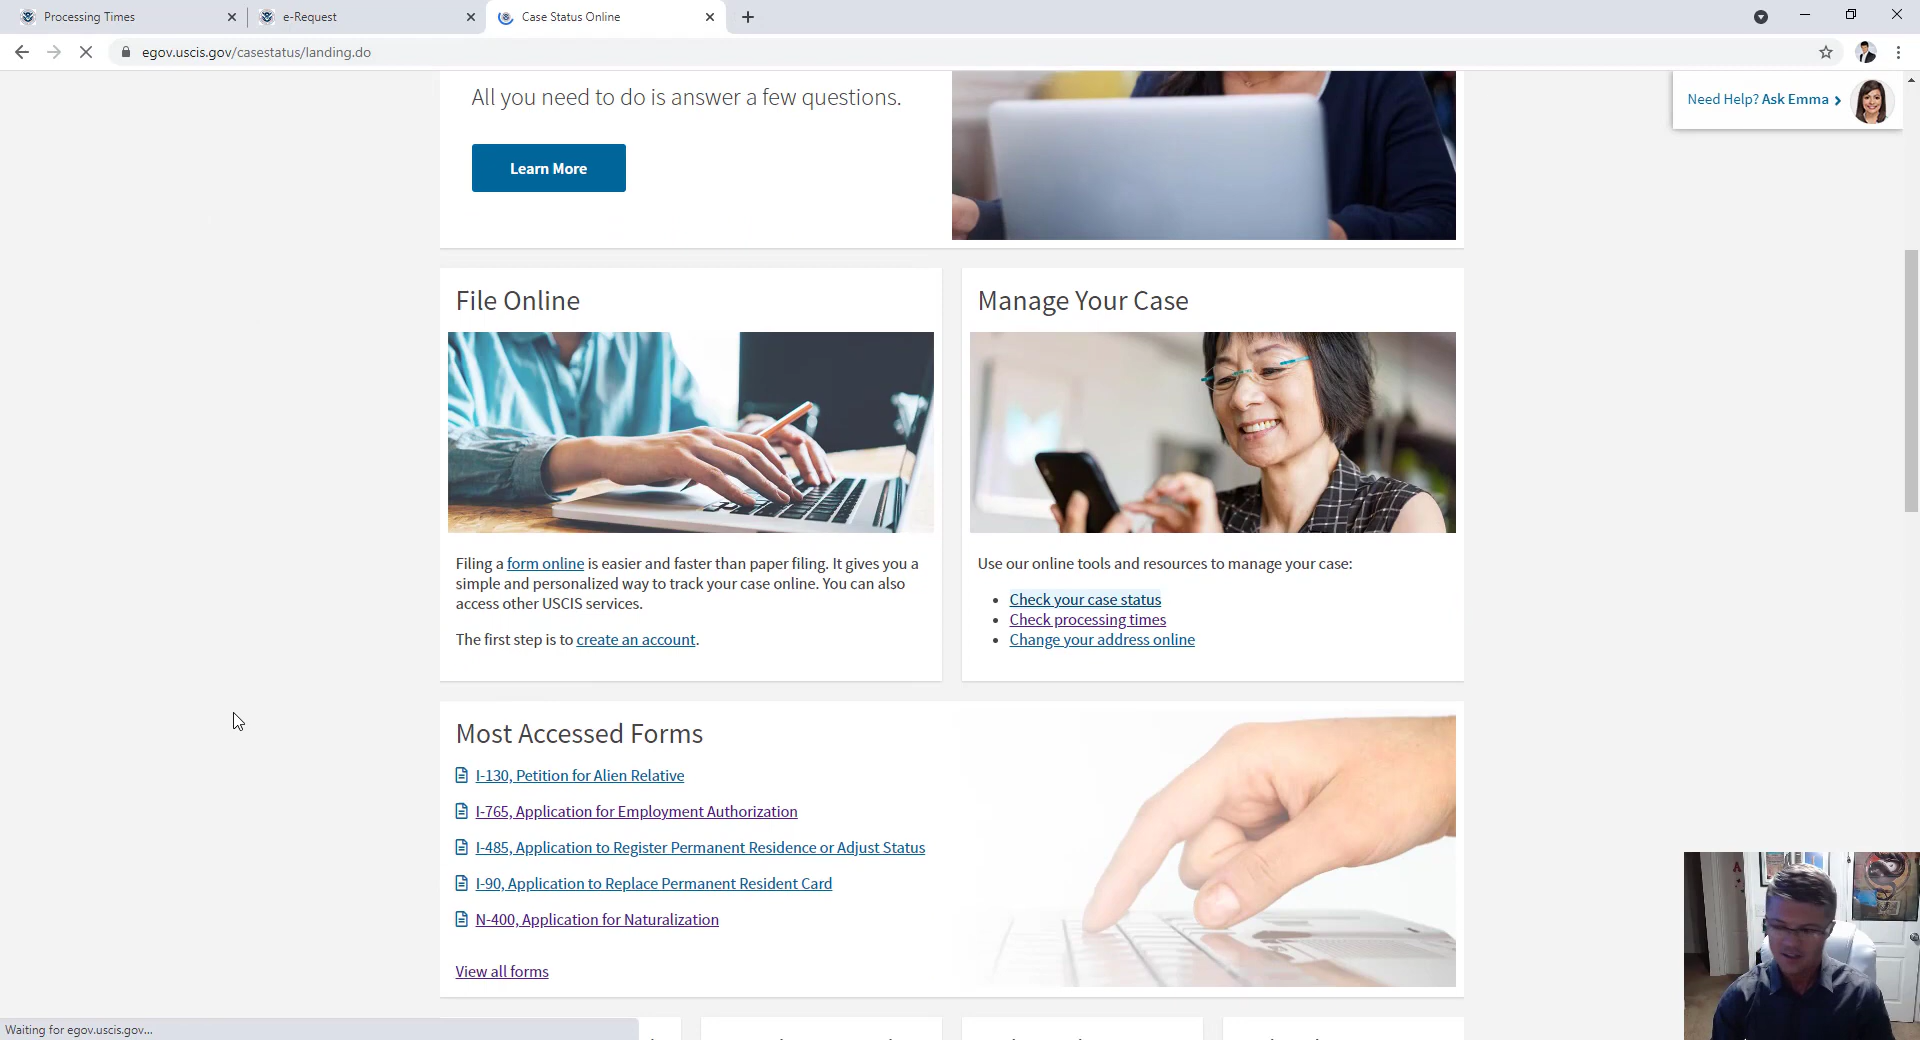 Processing Times
e-Request
Case Status Online
egov.uscis.gov/casestatus/landing.do
All you need to do is answer a few questions.
Need Help? Ask Emma
Learn More
File Online
Filing a form online is easier and faster than paper filing. It gives you a
simple and personalized way to track your case online. You can also
access other USCIS services.
The first step is to create an account.
Manage Your Case
Use our online tools and resources to manage your case:
Check your case status
Check processing times
Change your address online
Most Accessed Forms
I-130, Petition for Alien Relative
I-765, Application for Employment Authorization
I-485, Application to Register Permanent Residence or Adjust Status
I-90, Application to Replace Permanent Resident Card
N-400, Application for Naturalization
View all forms
Waiting for egov.uscis.gov...